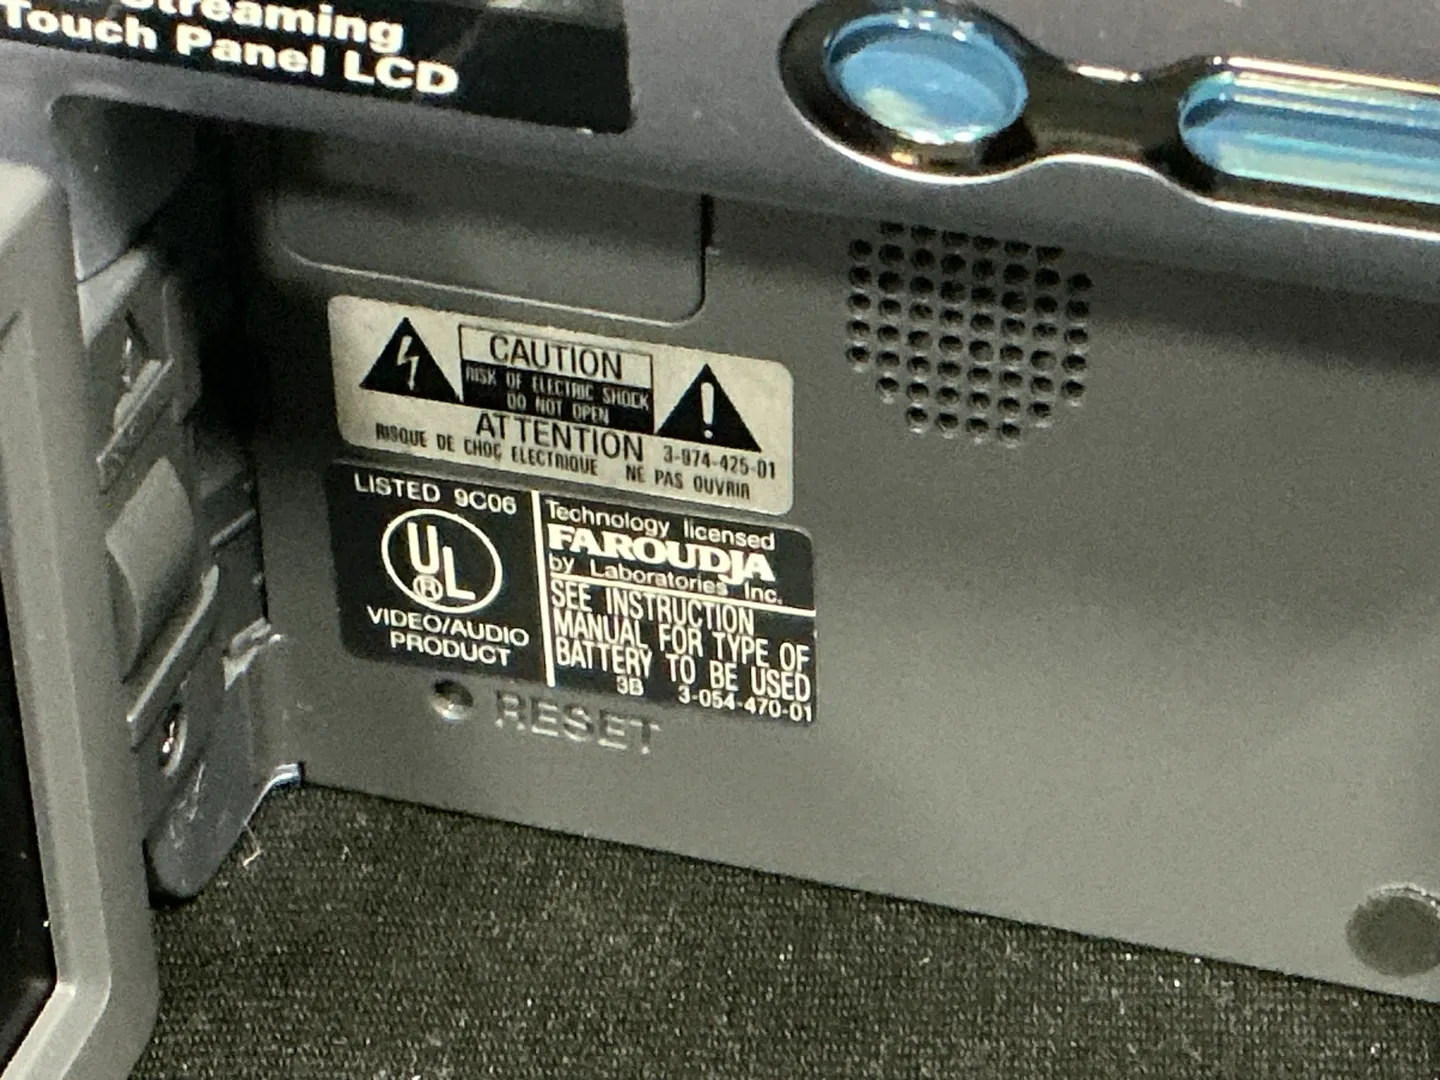 Streaming
Touch Panel LCD
CAUTION
RISK OF ELECTRIC SHOCK
DO NOT OPEN
ATTENTION
RISQUE DE CHOC ELECTRIQUE NE PAS OUVRIR
3-974-425-01
LISTED 9C06
UL
®
VIDEO/AUDIO
PRODUCT
Technology licensed
FAROUDJA
by Laboratories Inc.
SEE INSTRUCTION
MANUAL FOR TYPE OF
BATTERY TO BE USED
3B 3-054-470-01
RESET